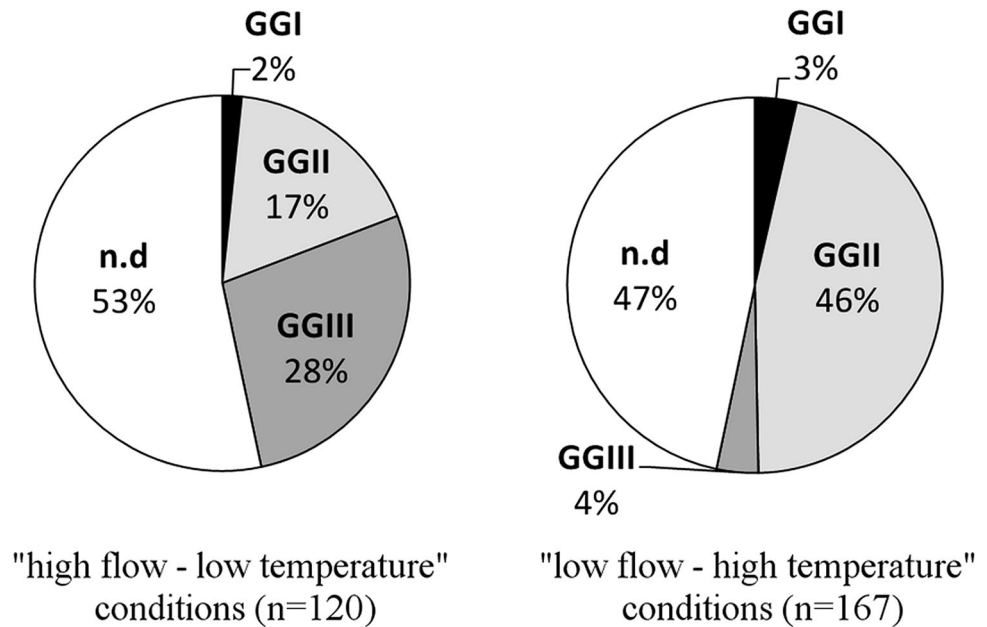 GGI
2%
GGII
17%
n.d
53%
GGIII
28%
"high flow - low temperature"
conditions (n=120)
GGI
3%
n.d
47%
GGII
46%
GGIII
4%
"low flow - high temperature"
conditions (n=167)